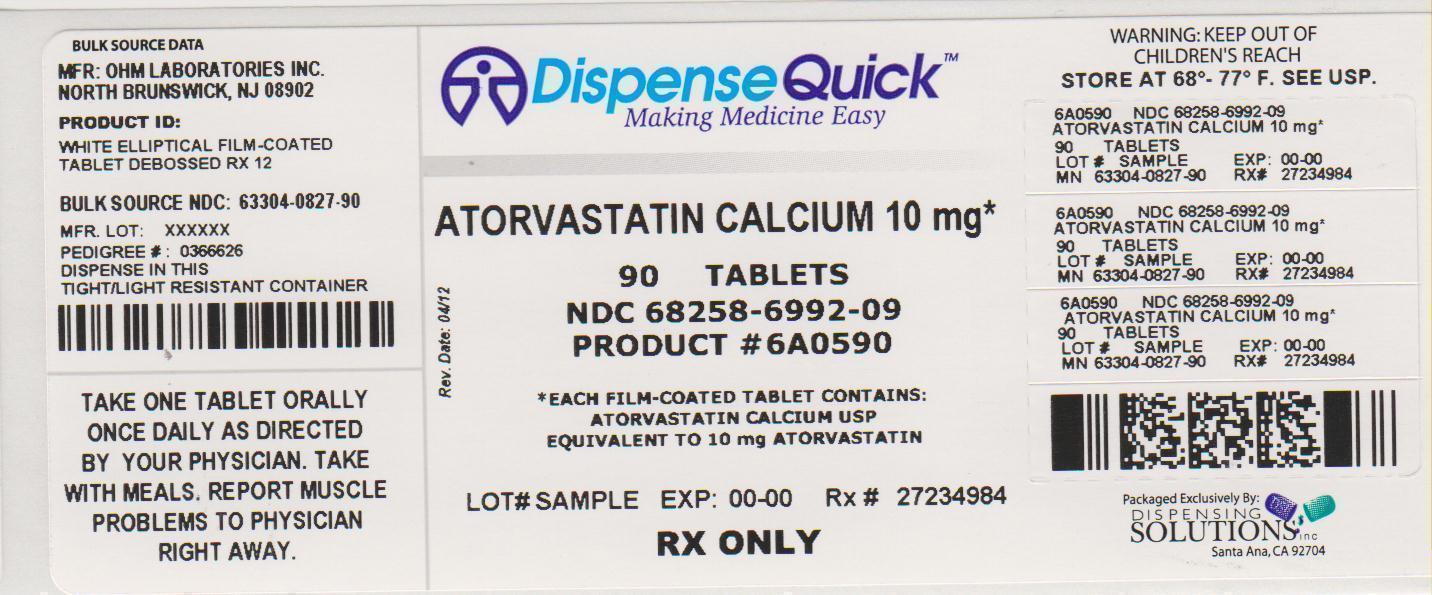 BULK SOURCE DATA
MFR: OHM LABORATORIES INC.
NORTH BRUNSWICK, NJ 08902
PRODUCT ID:
WHITE ELLIPTICAL FILM-COATED
TABLET DEBOSSED RX 12
BULK SOURCE NDC: 63304-0827-90
MFR. LOT: XXXXXX
PEDIGREE #: 0366626
DISPENSE IN THIS
TIGHT/LIGHT RESISTANT CONTAINER
TAKE ONE TABLET ORALLY
ONCE DAILY AS DIRECTED
BY YOUR PHYSICIAN. TAKE
WITH MEALS. REPORT MUSCLE
PROBLEMS TO PHYSICIAN
RIGHT AWAY.
DispenseQuick™
Making Medicine Easy
ATORVASTATIN CALCIUM 10 mg*
90 TABLETS
NDC 68258-6992-09
PRODUCT #6A0590
Rev. Date: 04/12
*EACH FILM-COATED TABLET CONTAINS:
ATORVASTATIN CALCIUM USP
EQUIVALENT TO 10 mg ATORVASTATIN
LOT# SAMPLE EXP: 00-00 Rx # 27234984
RX ONLY
WARNING: KEEP OUT OF
CHILDREN'S REACH
STORE AT 68°- 77° F. SEE USP.
6A0590 NDC 68258-6992-09
ATORVASTATIN CALCIUM 10 mg*
90 TABLETS
LOT # SAMPLE EXP: 00-00
MN 63304-0827-90 RX# 27234984
6A0590 NDC 68258-6992-09
ATORVASTATIN CALCIUM 10 mg*
90 TABLETS
LOT # SAMPLE EXP: 00-00
MN 63304-0827-90 RX# 27234984
6A0590 NDC 68258-6992-09
ATORVASTATIN CALCIUM 10 mg*
90 TABLETS
LOT # SAMPLE EXP: 00-00
MN 63304-0827-90 RX# 27234984
Packaged Exclusively By:
DISPENSING
SOLUTIONS inc
Santa Ana, CA 92704